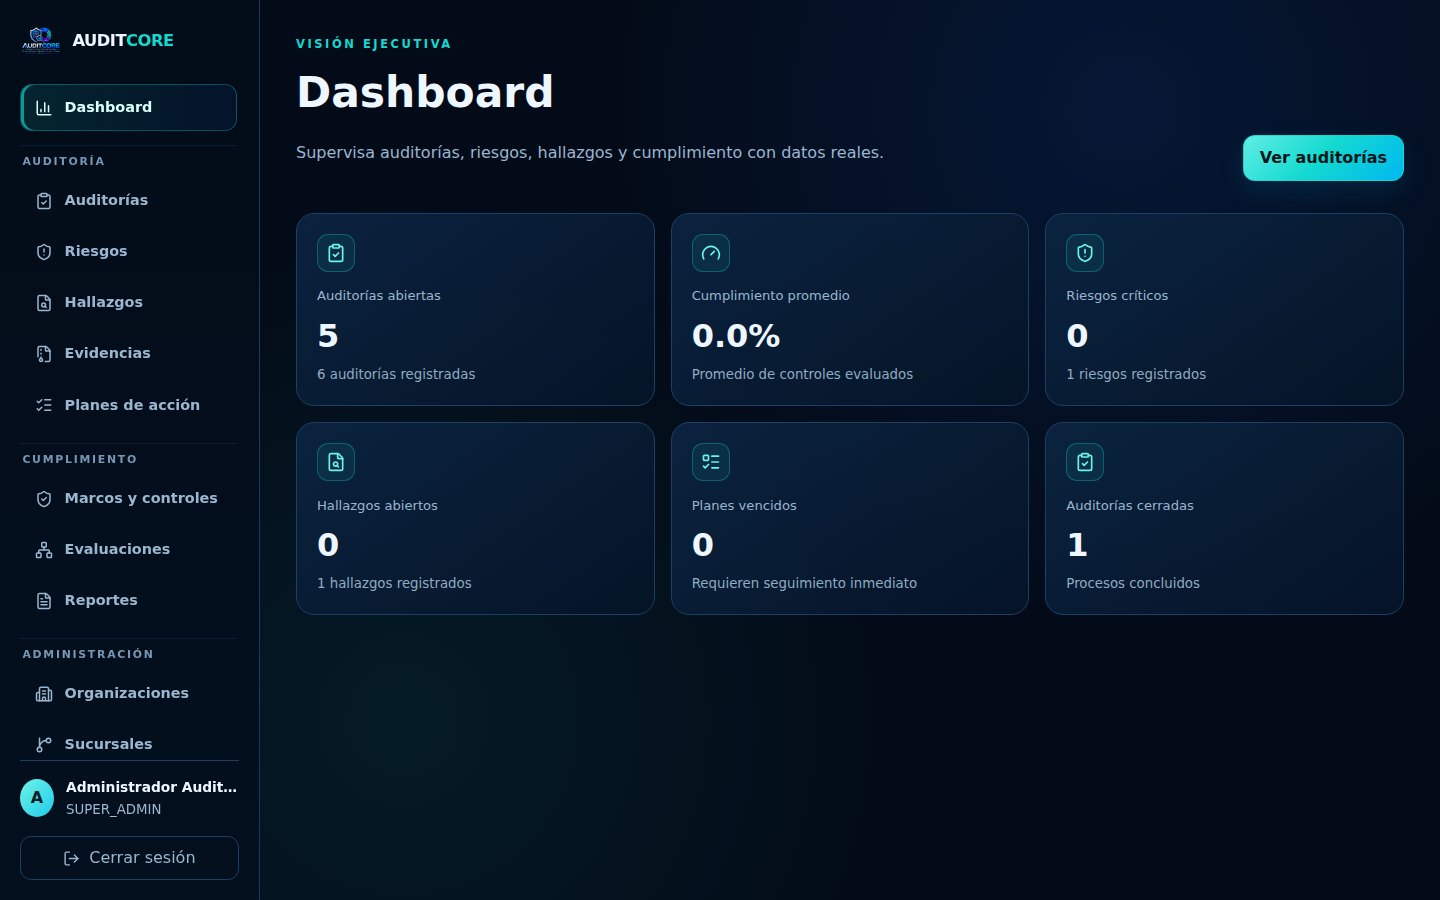 AUDITCORE
Dashboard
AUDITORÍA
Auditorías
Riesgos
Hallazgos
Evidencias
Planes de acción
CUMPLIMIENTO
Marcos y controles
Evaluaciones
Reportes
ADMINISTRACIÓN
Organizaciones
Sucursales
A
Administrador Audit...
SUPER_ADMIN
Cerrar sesión
VISIÓN EJECUTIVA
Dashboard
Supervisa auditorías, riesgos, hallazgos y cumplimiento con datos reales.
Ver auditorías
Auditorías abiertas
5
6 auditorías registradas
Cumplimiento promedio
0.0%
Promedio de controles evaluados
Riesgos críticos
0
1 riesgos registrados
Hallazgos abiertos
0
1 hallazgos registrados
Planes vencidos
0
Requieren seguimiento inmediato
Auditorías cerradas
1
Procesos concluidos